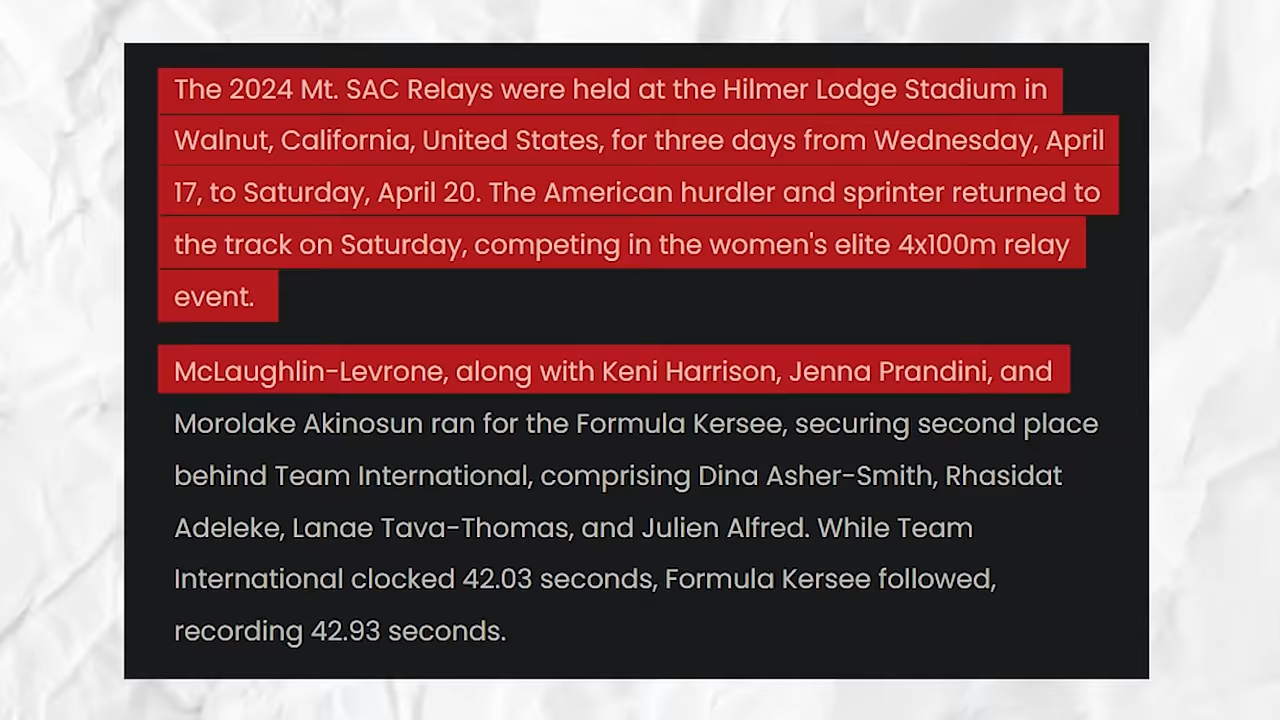 The 2024 Mt. SAC Relays were held at the Hilmer Lodge Stadium in
Walnut, California, United States, for three days from Wednesday, April
17, to Saturday, April 20. The American hurdler and sprinter returned to
the track on Saturday, competing in the women's elite 4x100m relay
event.
McLaughlin-Levrone, along with Keni Harrison, Jenna Prandini, and
Morolake Akinosun ran for the Formula Kersee, securing second place
behind Team International, comprising Dina Asher-Smith, Rhasidat
Adeleke, Lanae Tava-Thomas, and Julien Alfred. While Team
International clocked 42.03 seconds, Formula Kersee followed,
recording 42.93 seconds.